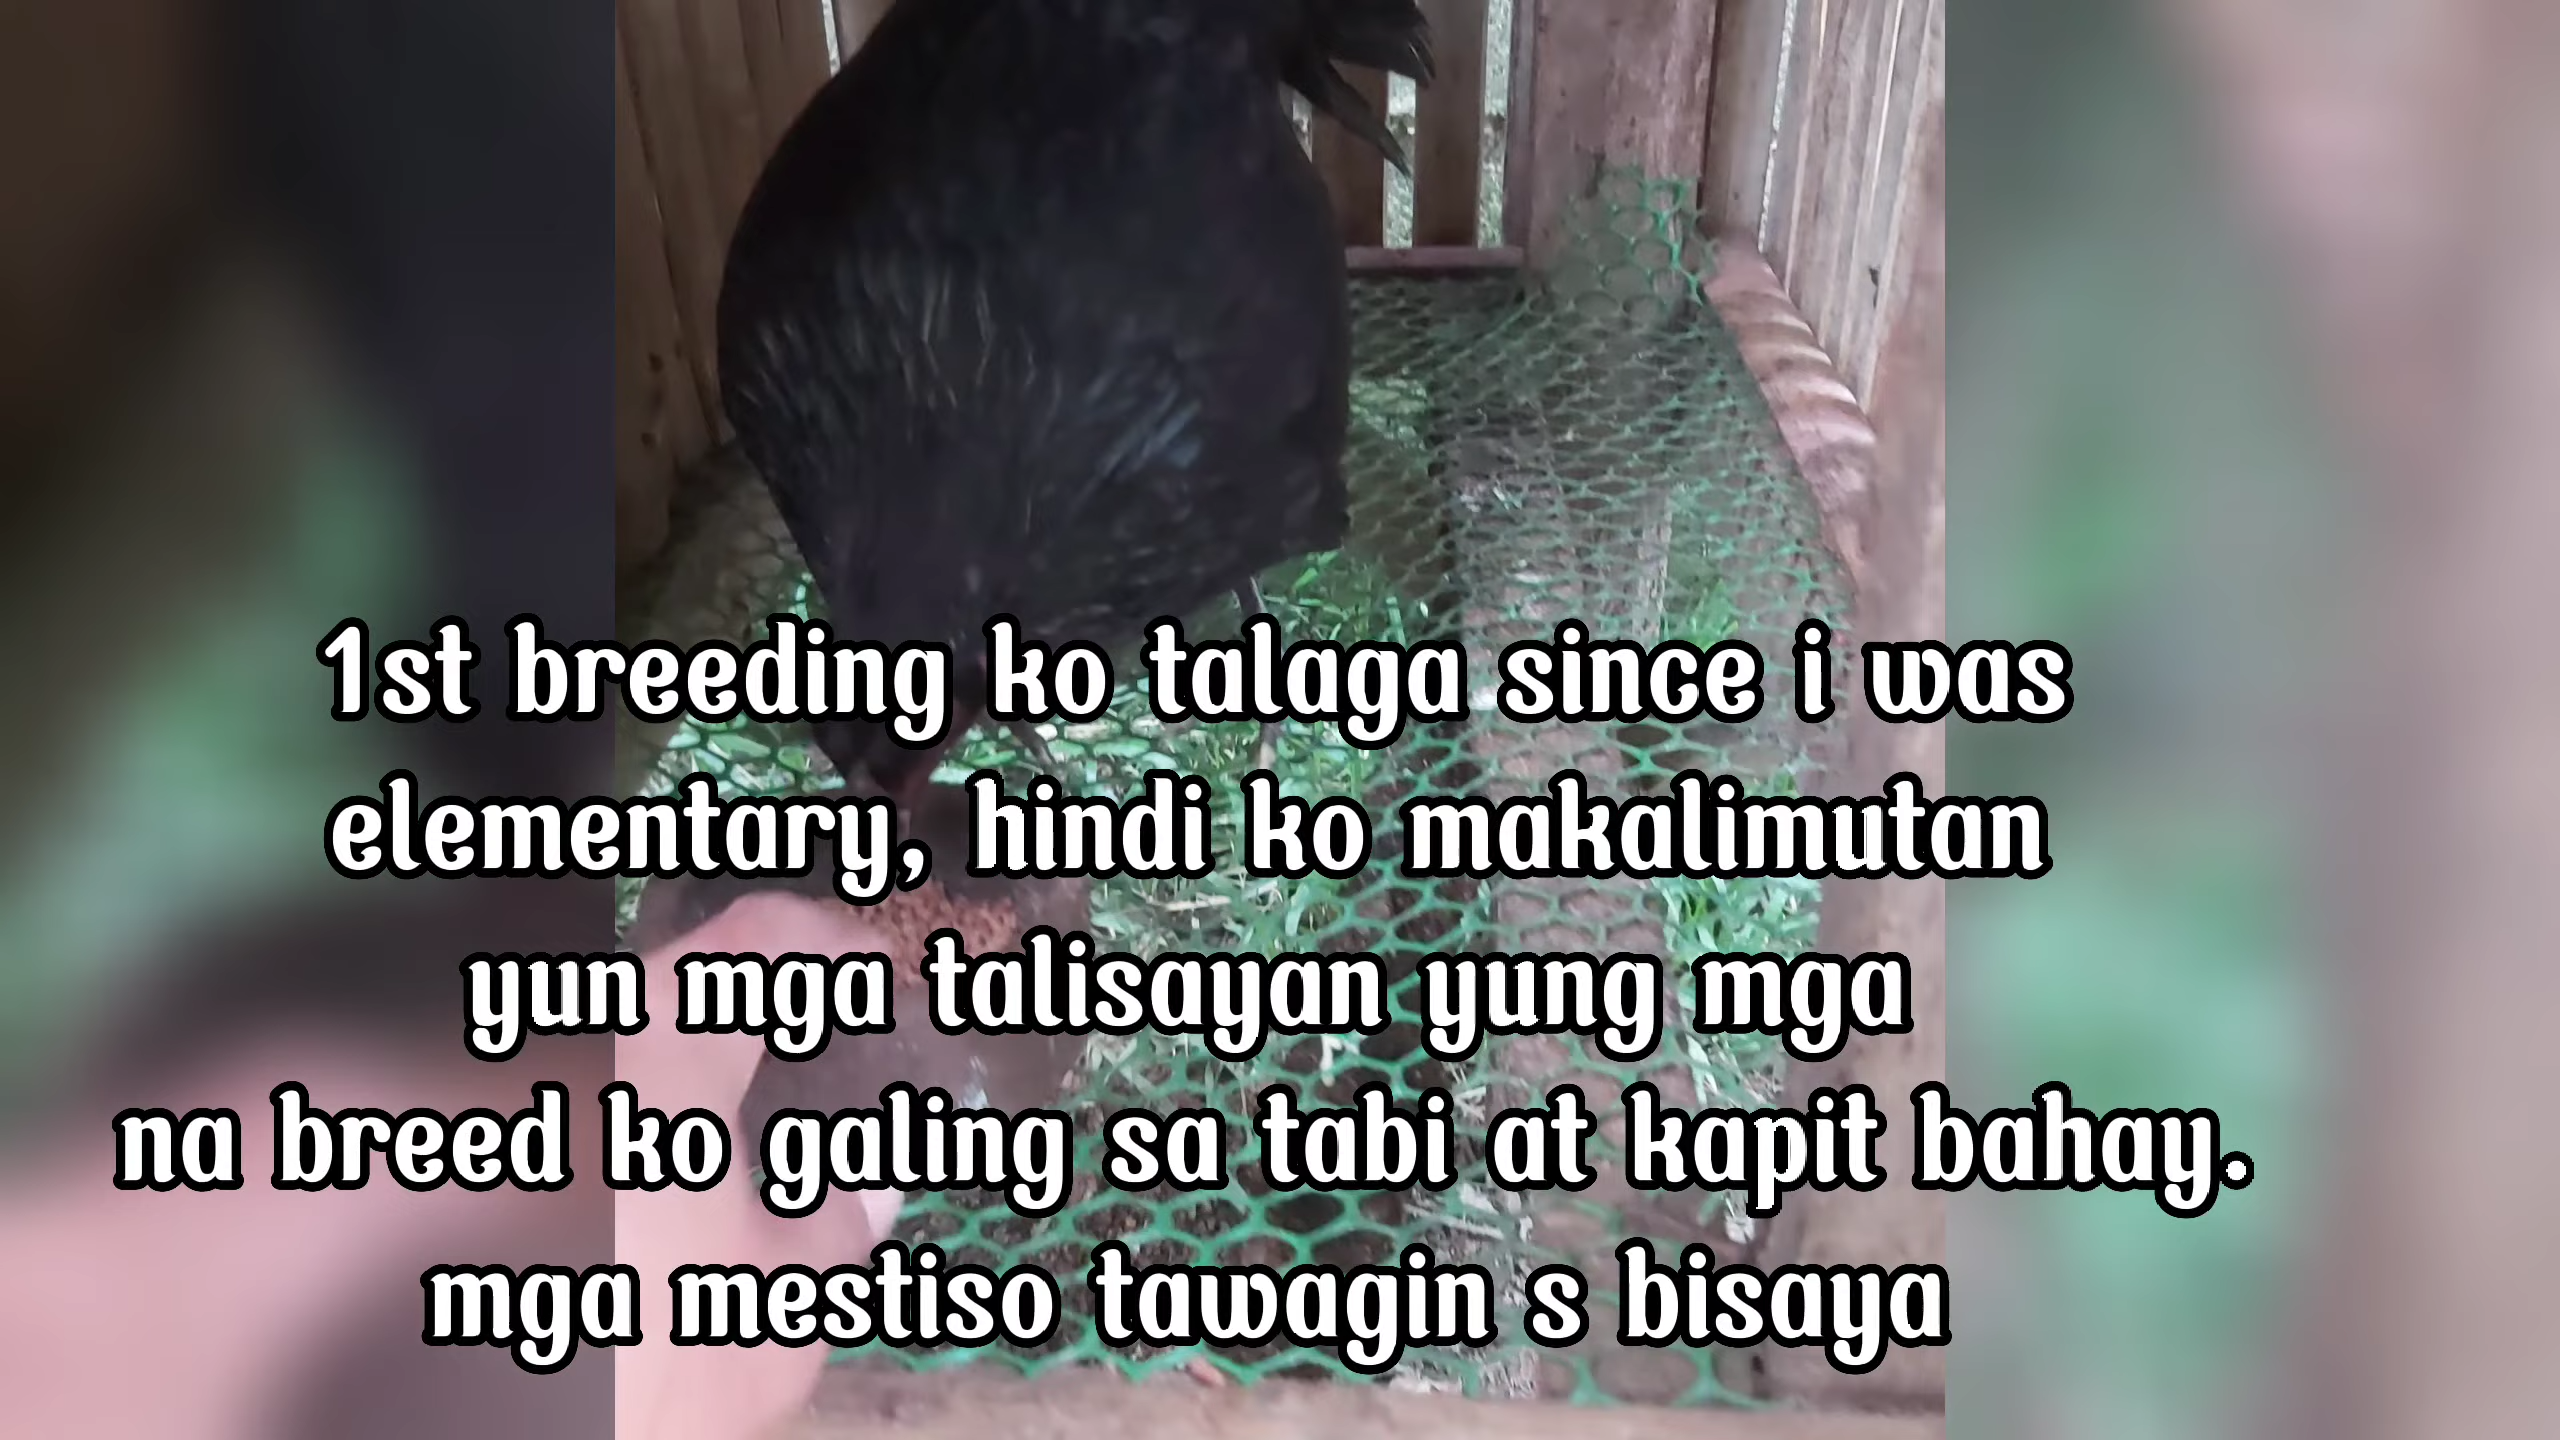 1st breeding ko talaga since i was
elementary, hindi ko makalimutan
yun mga talisayan yung mga
na breed ko galing sa tabi at kapit bahay.
mga mestiso tawagin s bisaya